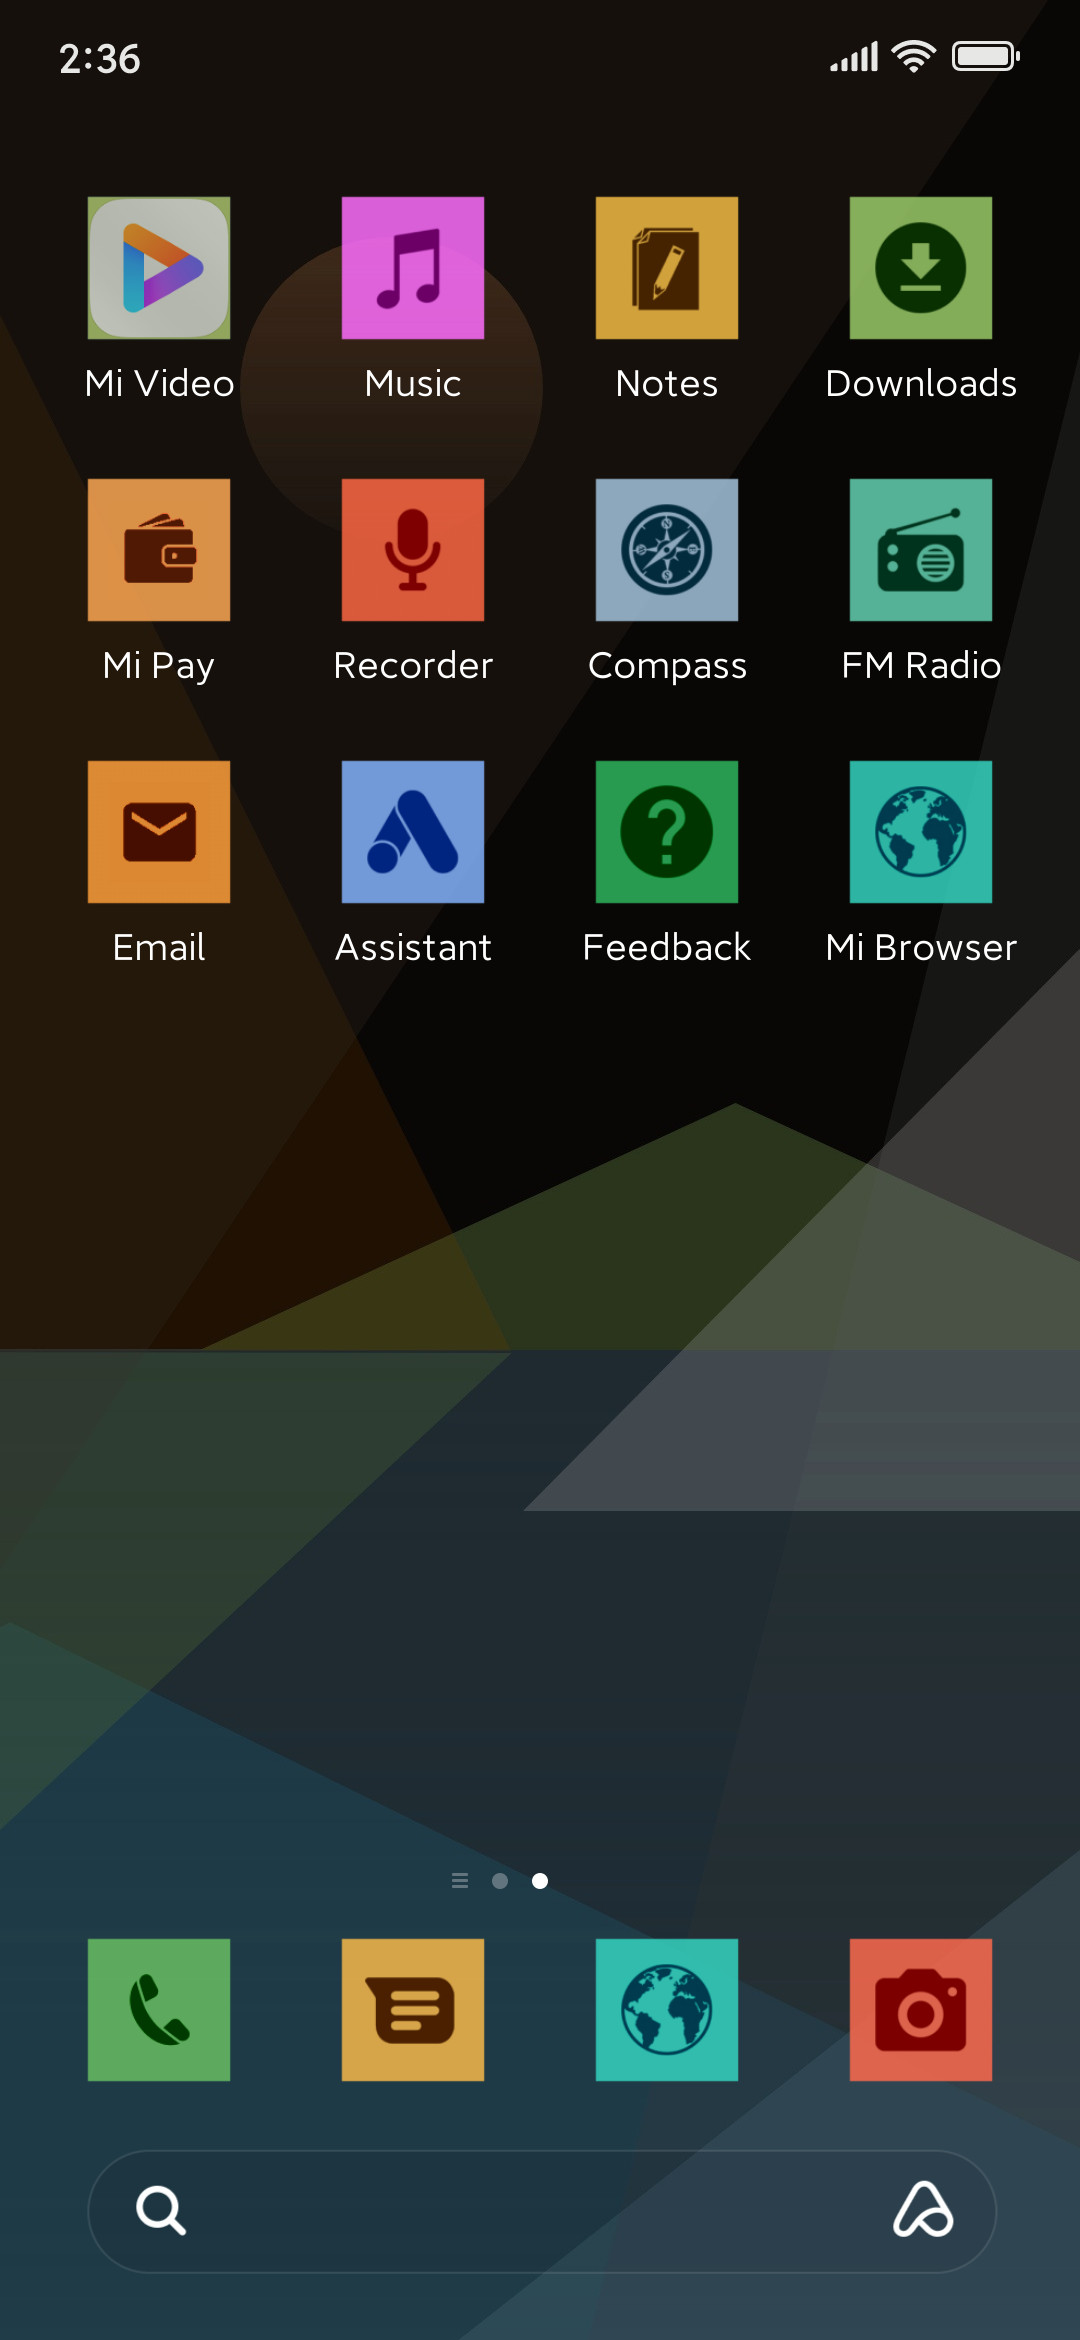 2:36
Mi Video Music Notes Downloads
Mi Pay Recorder Compass FM Radio
Email Assistant Feedback Mi Browser